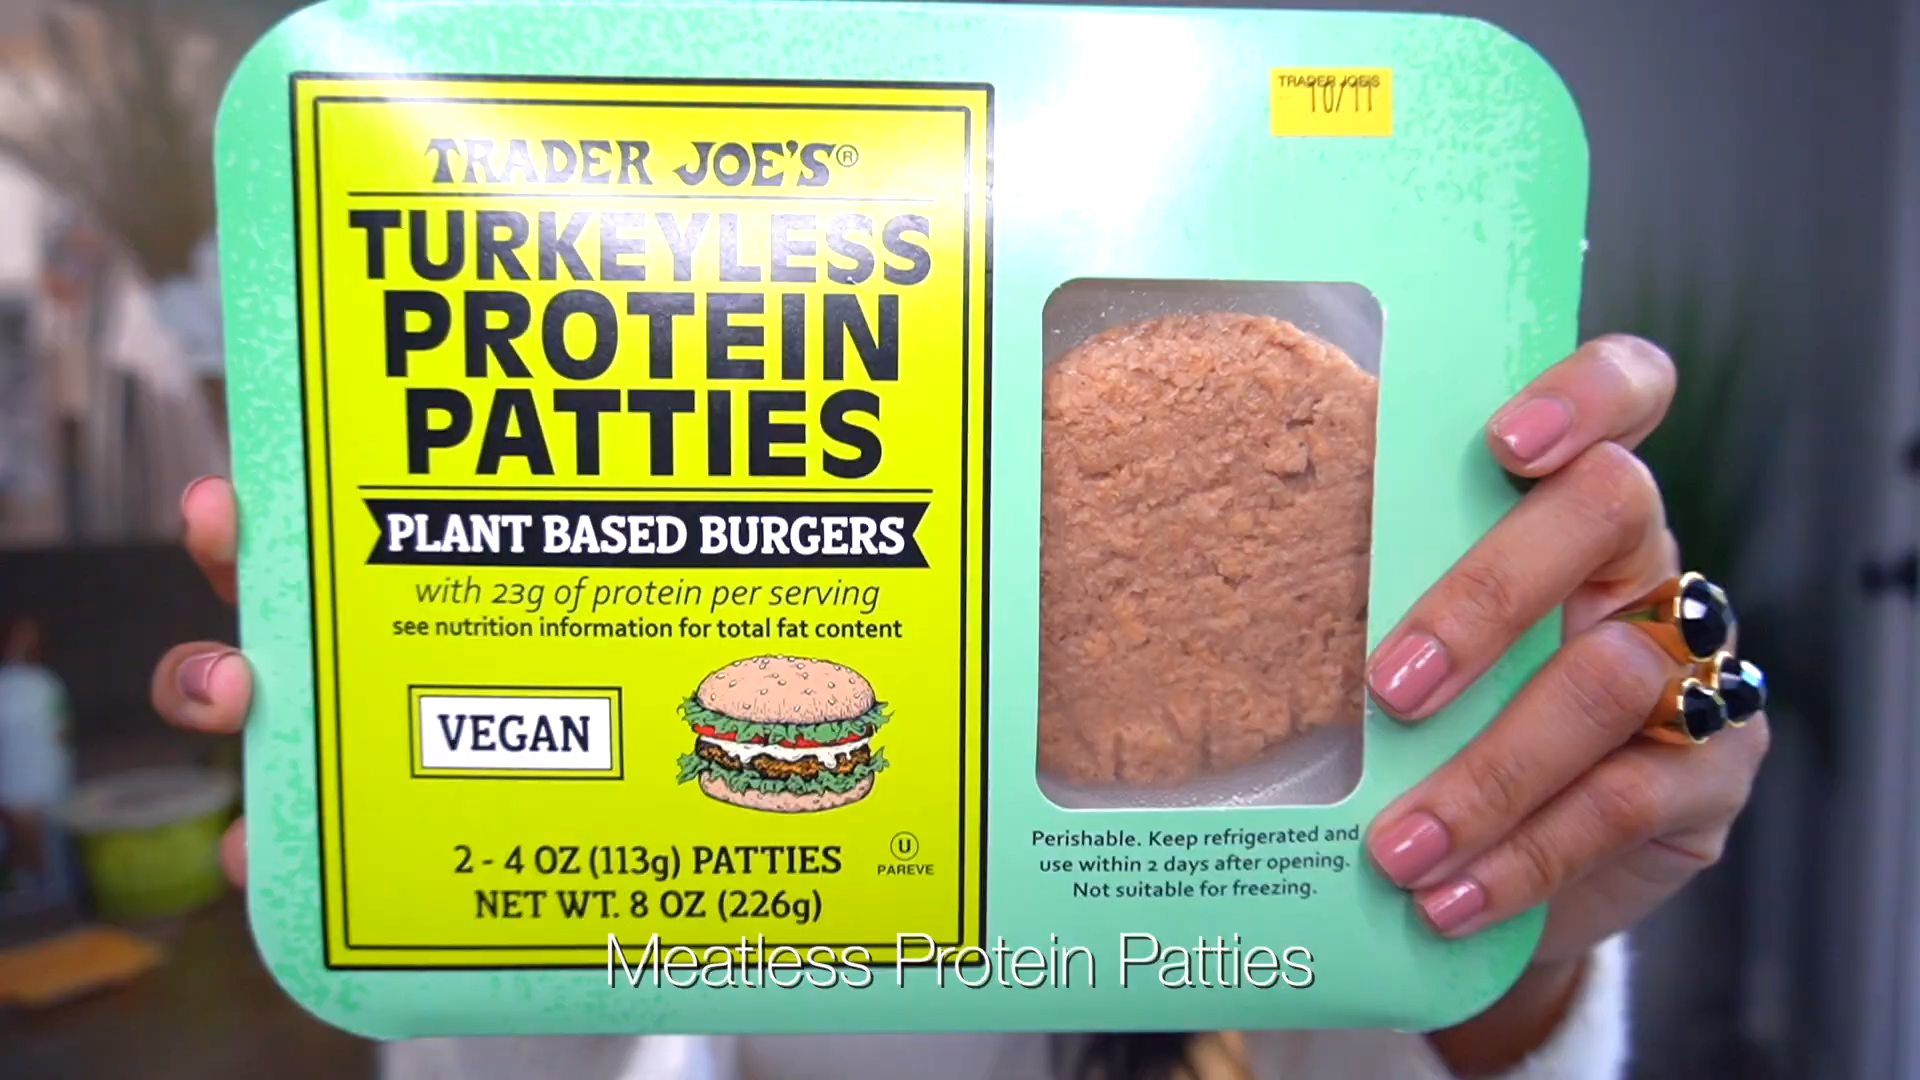 TRADER JOE'S®
TURKEYLESS
PROTEIN
PATTIES
PLANT BASED BURGERS
with 23g of protein per serving
see nutrition information for total fat content
VEGAN
2 - 4 OZ (113g) PATTIES
NET WT. 8 OZ (226g)
U
PAREVE
TRADER JOE'S
10/11
Perishable. Keep refrigerated and
use within 2 days after opening.
Not suitable for freezing.
Meatless Protein Patties